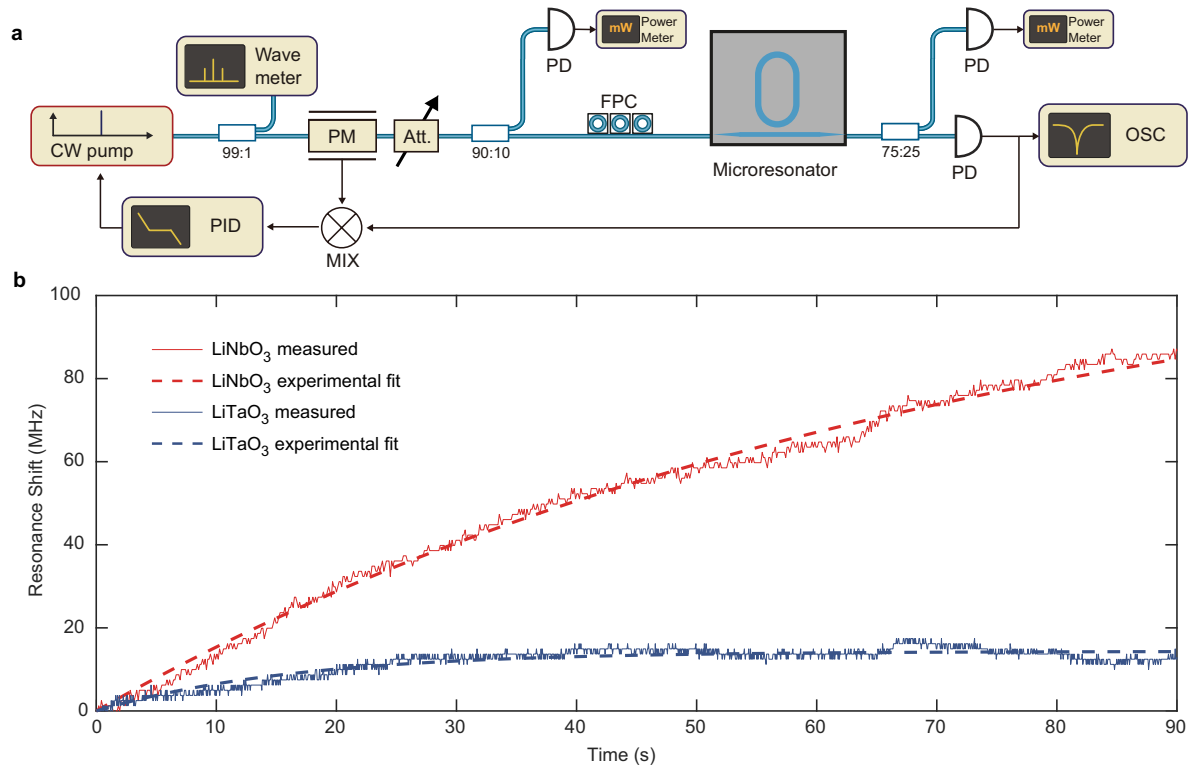 a
Wave
meter
mW
Power
Meter
PD
mW
Power
Meter
PD
CW pump
99:1
PM
Att.
90:10
FPC
Microresonator
75:25
PD
OSC
PID
MIX
b
100
80
60
40
20
0
Resonance Shift (MHz)
LiNbO₃ measured
LiNbO₃ experimental fit
LiTaO₃ measured
LiTaO₃ experimental fit
0 10 20 30 40 50 60 70 80 90
Time (s)